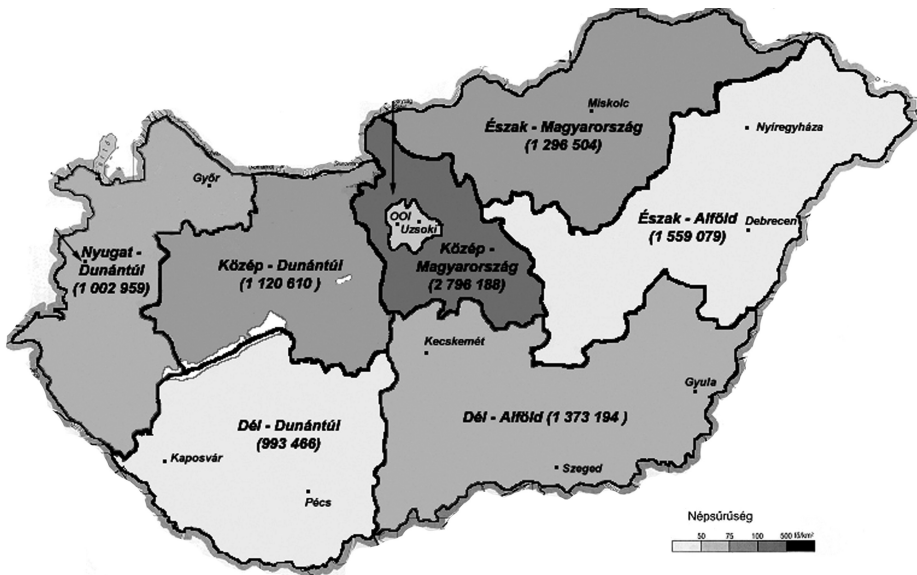 Miskolc
Észak - Magyarország
(1 296 504)
Nyíregyháza
Győr
OOI
Uzsoki
Észak - Alföld
(1 559 079)
Debrecen
Nyugat -
Dunántúl
(1 002 959)
Közép - Dunántúl
(1 120 610 )
Közép -
Magyarország
(2 796 188)
Kecskemét
Gyula
Dél - Dunántúl
(993 466)
Dél - Alföld (1 373 194 )
Kaposvár
Szeged
Pécs
Népsűrűség
50 75 100 500 fő/km²